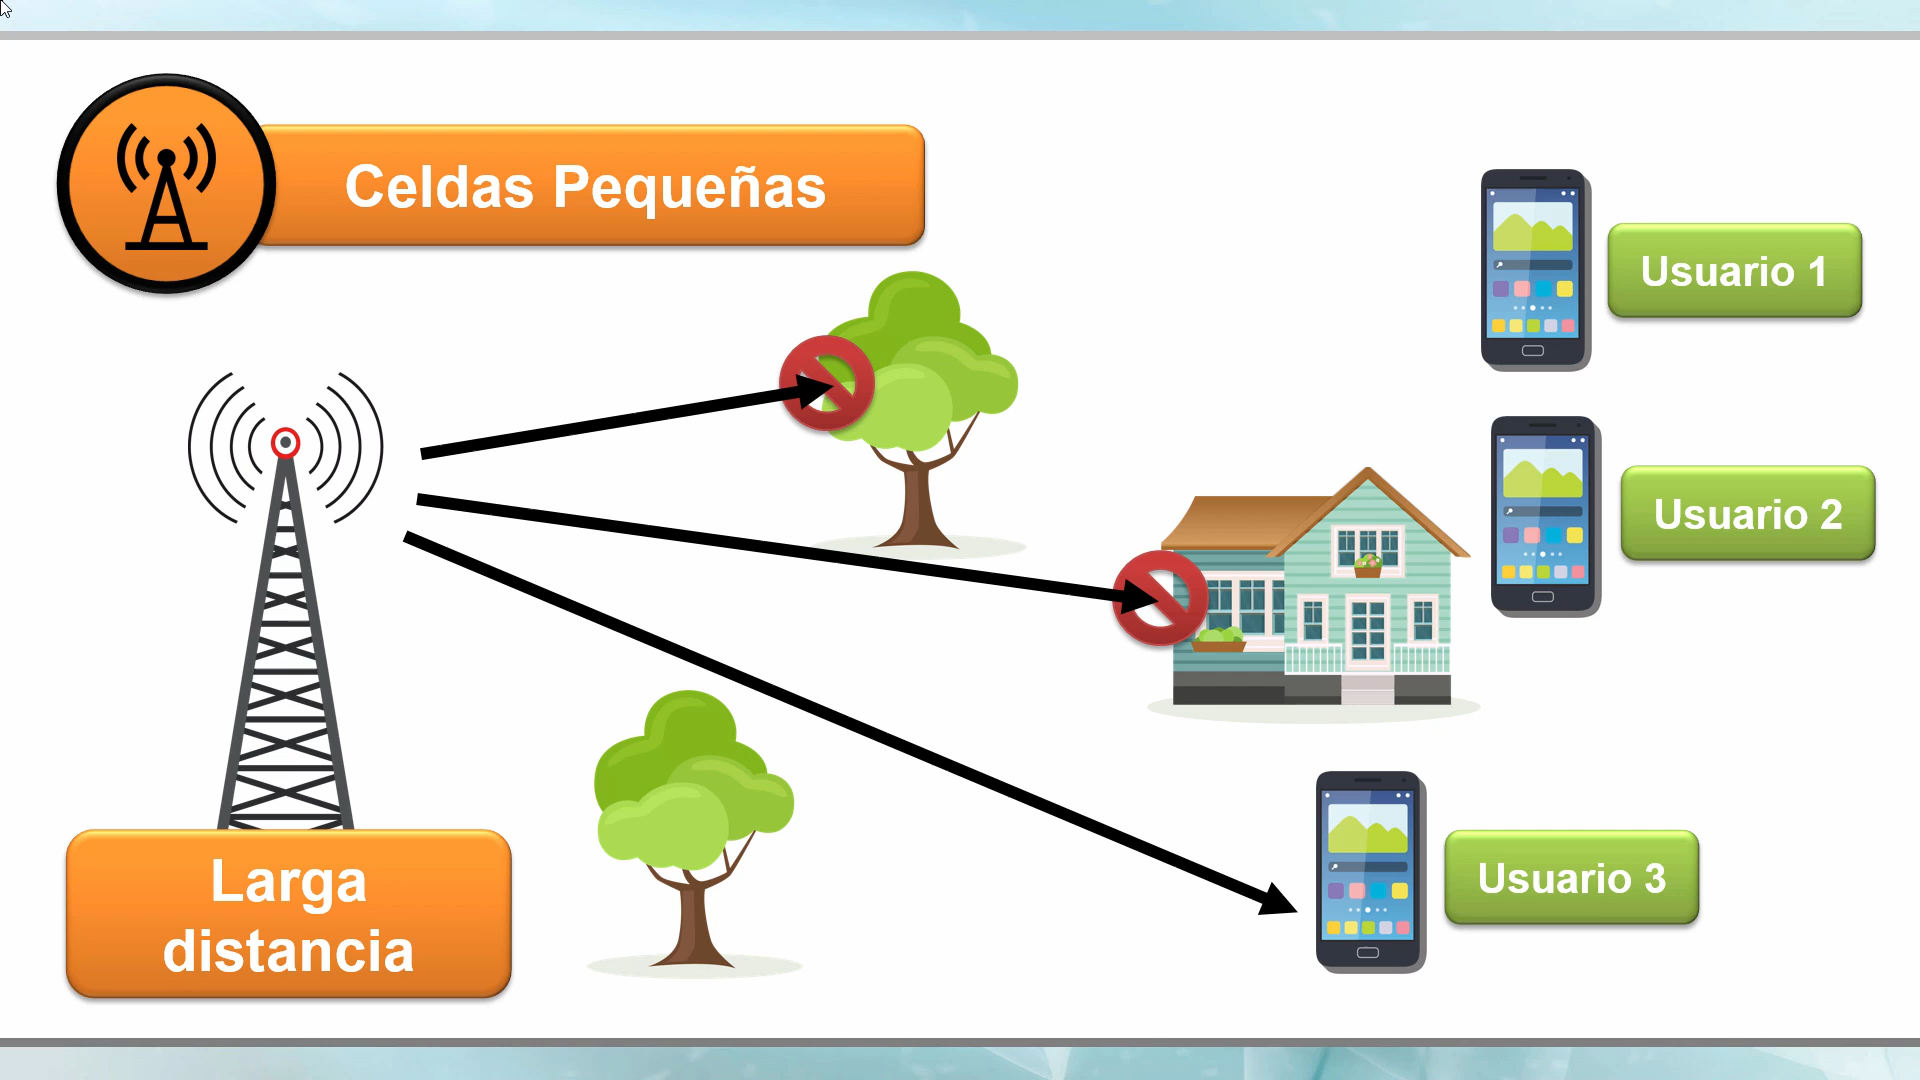 Celdas Pequeñas
Usuario 1
Usuario 2
Larga
distancia
Usuario 3